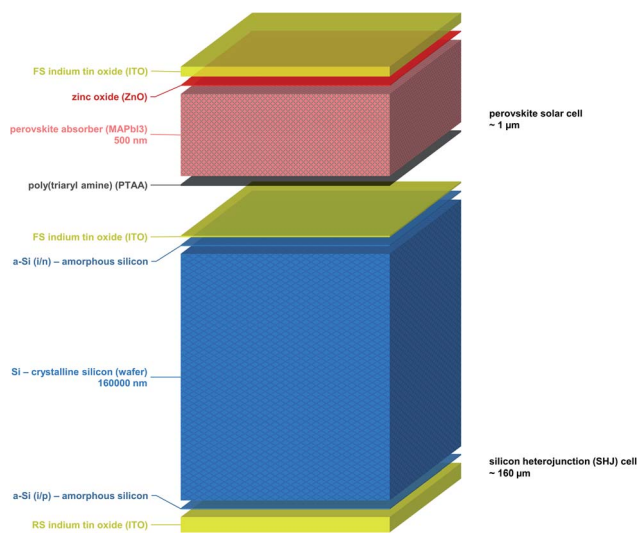 FS indium tin oxide (ITO)
zinc oxide (ZnO)
perovskite absorber (MAPbI3)
500 nm
perovskite solar cell
~ 1 µm
poly(triaryl amine) (PTAA)
FS indium tin oxide (ITO)
a-Si (i/n) – amorphous silicon
Si – crystalline silicon (wafer)
160000 nm
silicon heterojunction (SHJ) cell
~ 160 µm
a-Si (i/p) – amorphous silicon
RS indium tin oxide (ITO)